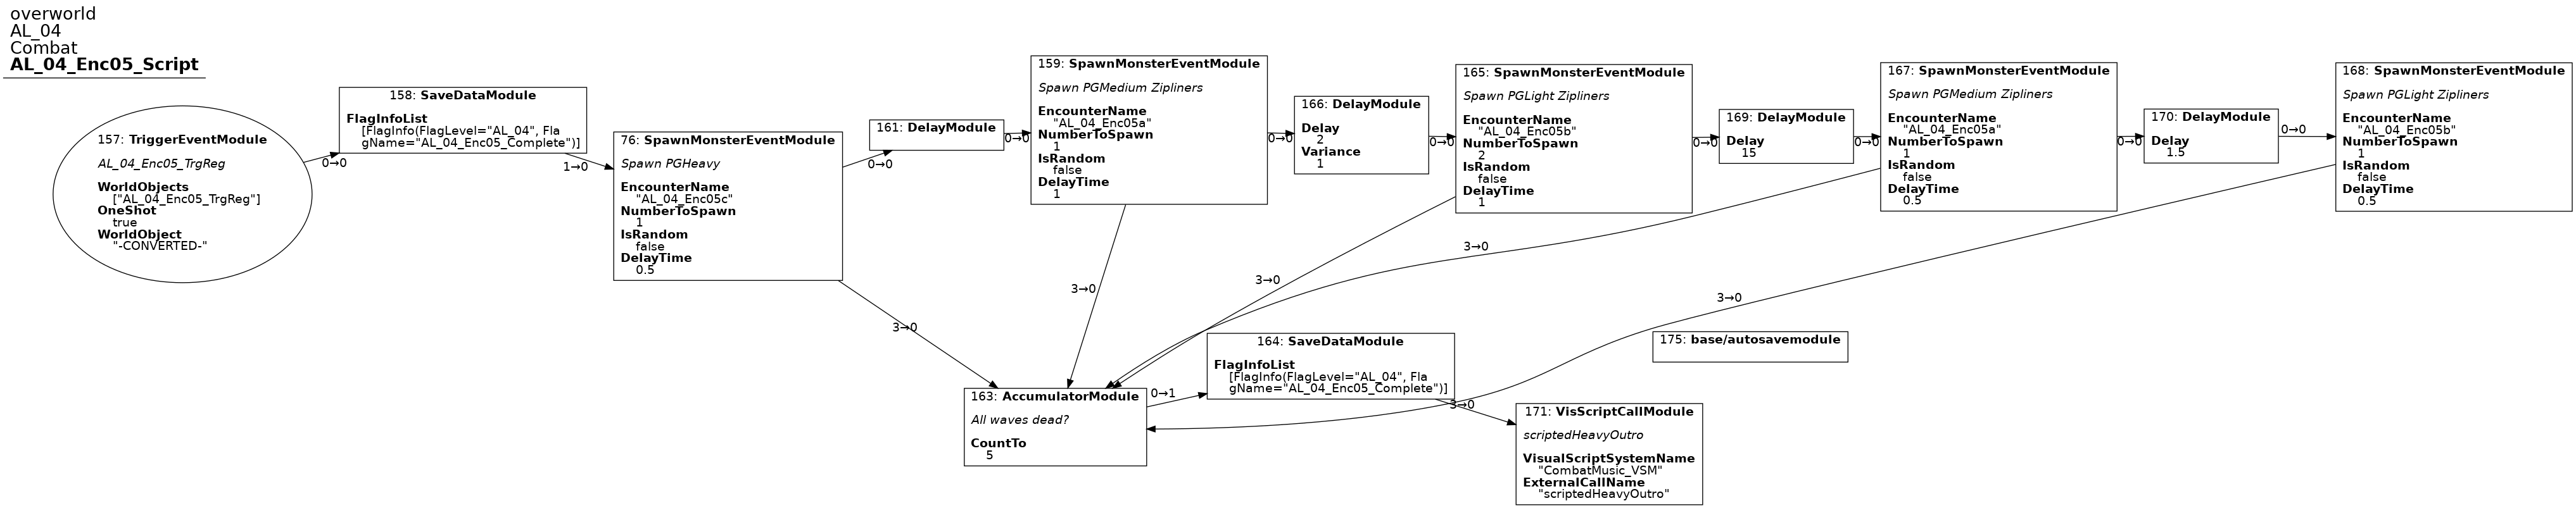 overworld
AL_04
Combat
AL_04_Enc05_Script
157: TriggerEventModule
AL_04_Enc05_TrgReg
WorldObjects
["AL_04_Enc05_TrgReg"]
OneShot
true
WorldObject
"-CONVERTED-"
0→0
158: SaveDataModule
FlagInfoList
[FlagInfo(FlagLevel="AL_04", Fla
gName="AL_04_Enc05_Complete")]
1→0
76: SpawnMonsterEventModule
Spawn PGHeavy
EncounterName
"AL_04_Enc05c"
NumberToSpawn
1
IsRandom
false
DelayTime
0.5
0→0
161: DelayModule
0→0
159: SpawnMonsterEventModule
Spawn PGMedium Zipliners
EncounterName
"AL_04_Enc05a"
NumberToSpawn
1
IsRandom
false
DelayTime
1
0→0
166: DelayModule
Delay
2
Variance
1
0→0
165: SpawnMonsterEventModule
Spawn PGLight Zipliners
EncounterName
"AL_04_Enc05b"
NumberToSpawn
2
IsRandom
false
DelayTime
1
0→0
169: DelayModule
Delay
15
0→0
167: SpawnMonsterEventModule
Spawn PGMedium Zipliners
EncounterName
"AL_04_Enc05a"
NumberToSpawn
1
IsRandom
false
DelayTime
0.5
0→0
170: DelayModule
Delay
1.5
0→0
168: SpawnMonsterEventModule
Spawn PGLight Zipliners
EncounterName
"AL_04_Enc05b"
NumberToSpawn
1
IsRandom
false
DelayTime
0.5
3→0
3→0
3→0
3→0
3→0
163: AccumulatorModule
All waves dead?
CountTo
5
0→1
164: SaveDataModule
FlagInfoList
[FlagInfo(FlagLevel="AL_04", Fla
gName="AL_04_Enc05_Complete")]
3→0
175: base/autosavemodule
171: VisScriptCallModule
scriptedHeavyOutro
VisualScriptSystemName
"CombatMusic_VSM"
ExternalCallName
"scriptedHeavyOutro"